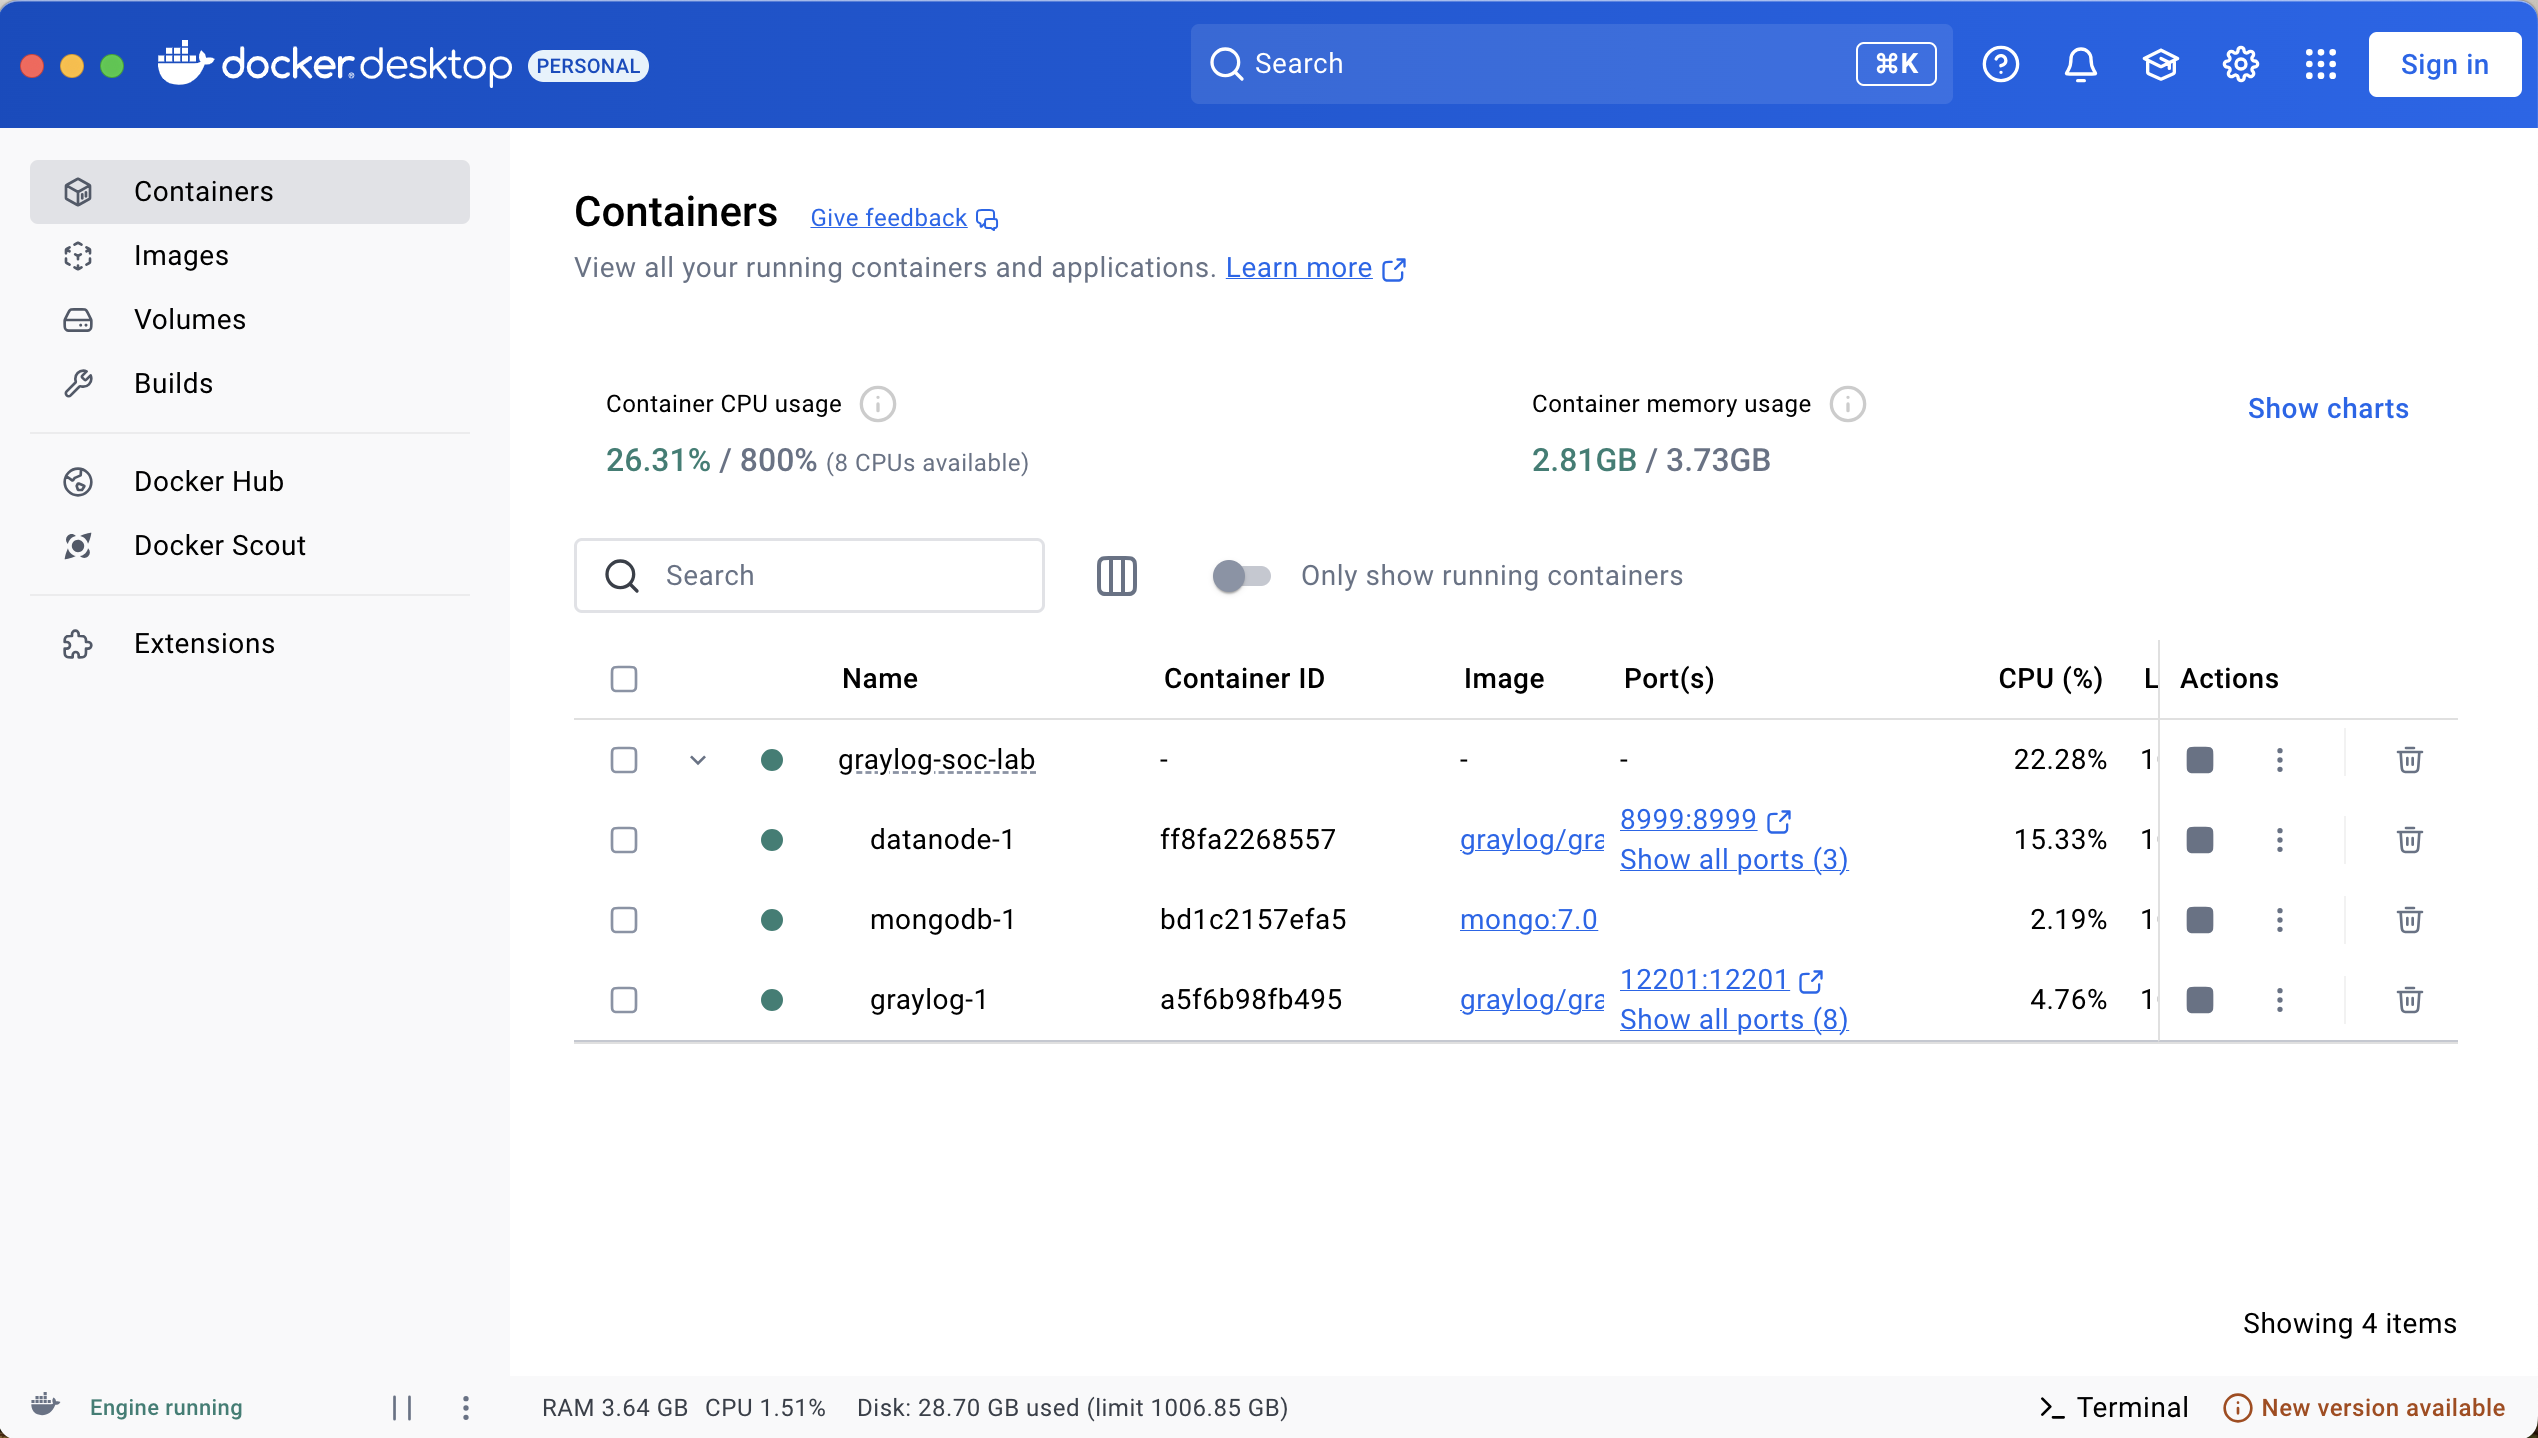 docker desktop PERSONAL
Search ⌘K
Sign in
Containers
Images
Volumes
Builds
Docker Hub
Docker Scout
Extensions
Containers Give feedback
View all your running containers and applications. Learn more
Container CPU usage
26.31% / 800% (8 CPUs available)
Container memory usage
2.81GB / 3.73GB
Show charts
Search
Only show running containers
Name Container ID Image Port(s) CPU (%) L Actions
graylog-soc-lab - - - 22.28% 1
datanode-1 ff8fa2268557 graylog/gra 8999:8999 15.33% 1
Show all ports (3)
mongodb-1 bd1c2157efa5 mongo:7.0 2.19% 1
graylog-1 a5f6b98fb495 graylog/gra 12201:12201 4.76% 1
Show all ports (8)
Showing 4 items
Engine running
RAM 3.64 GB CPU 1.51% Disk: 28.70 GB used (limit 1006.85 GB)
Terminal
New version available